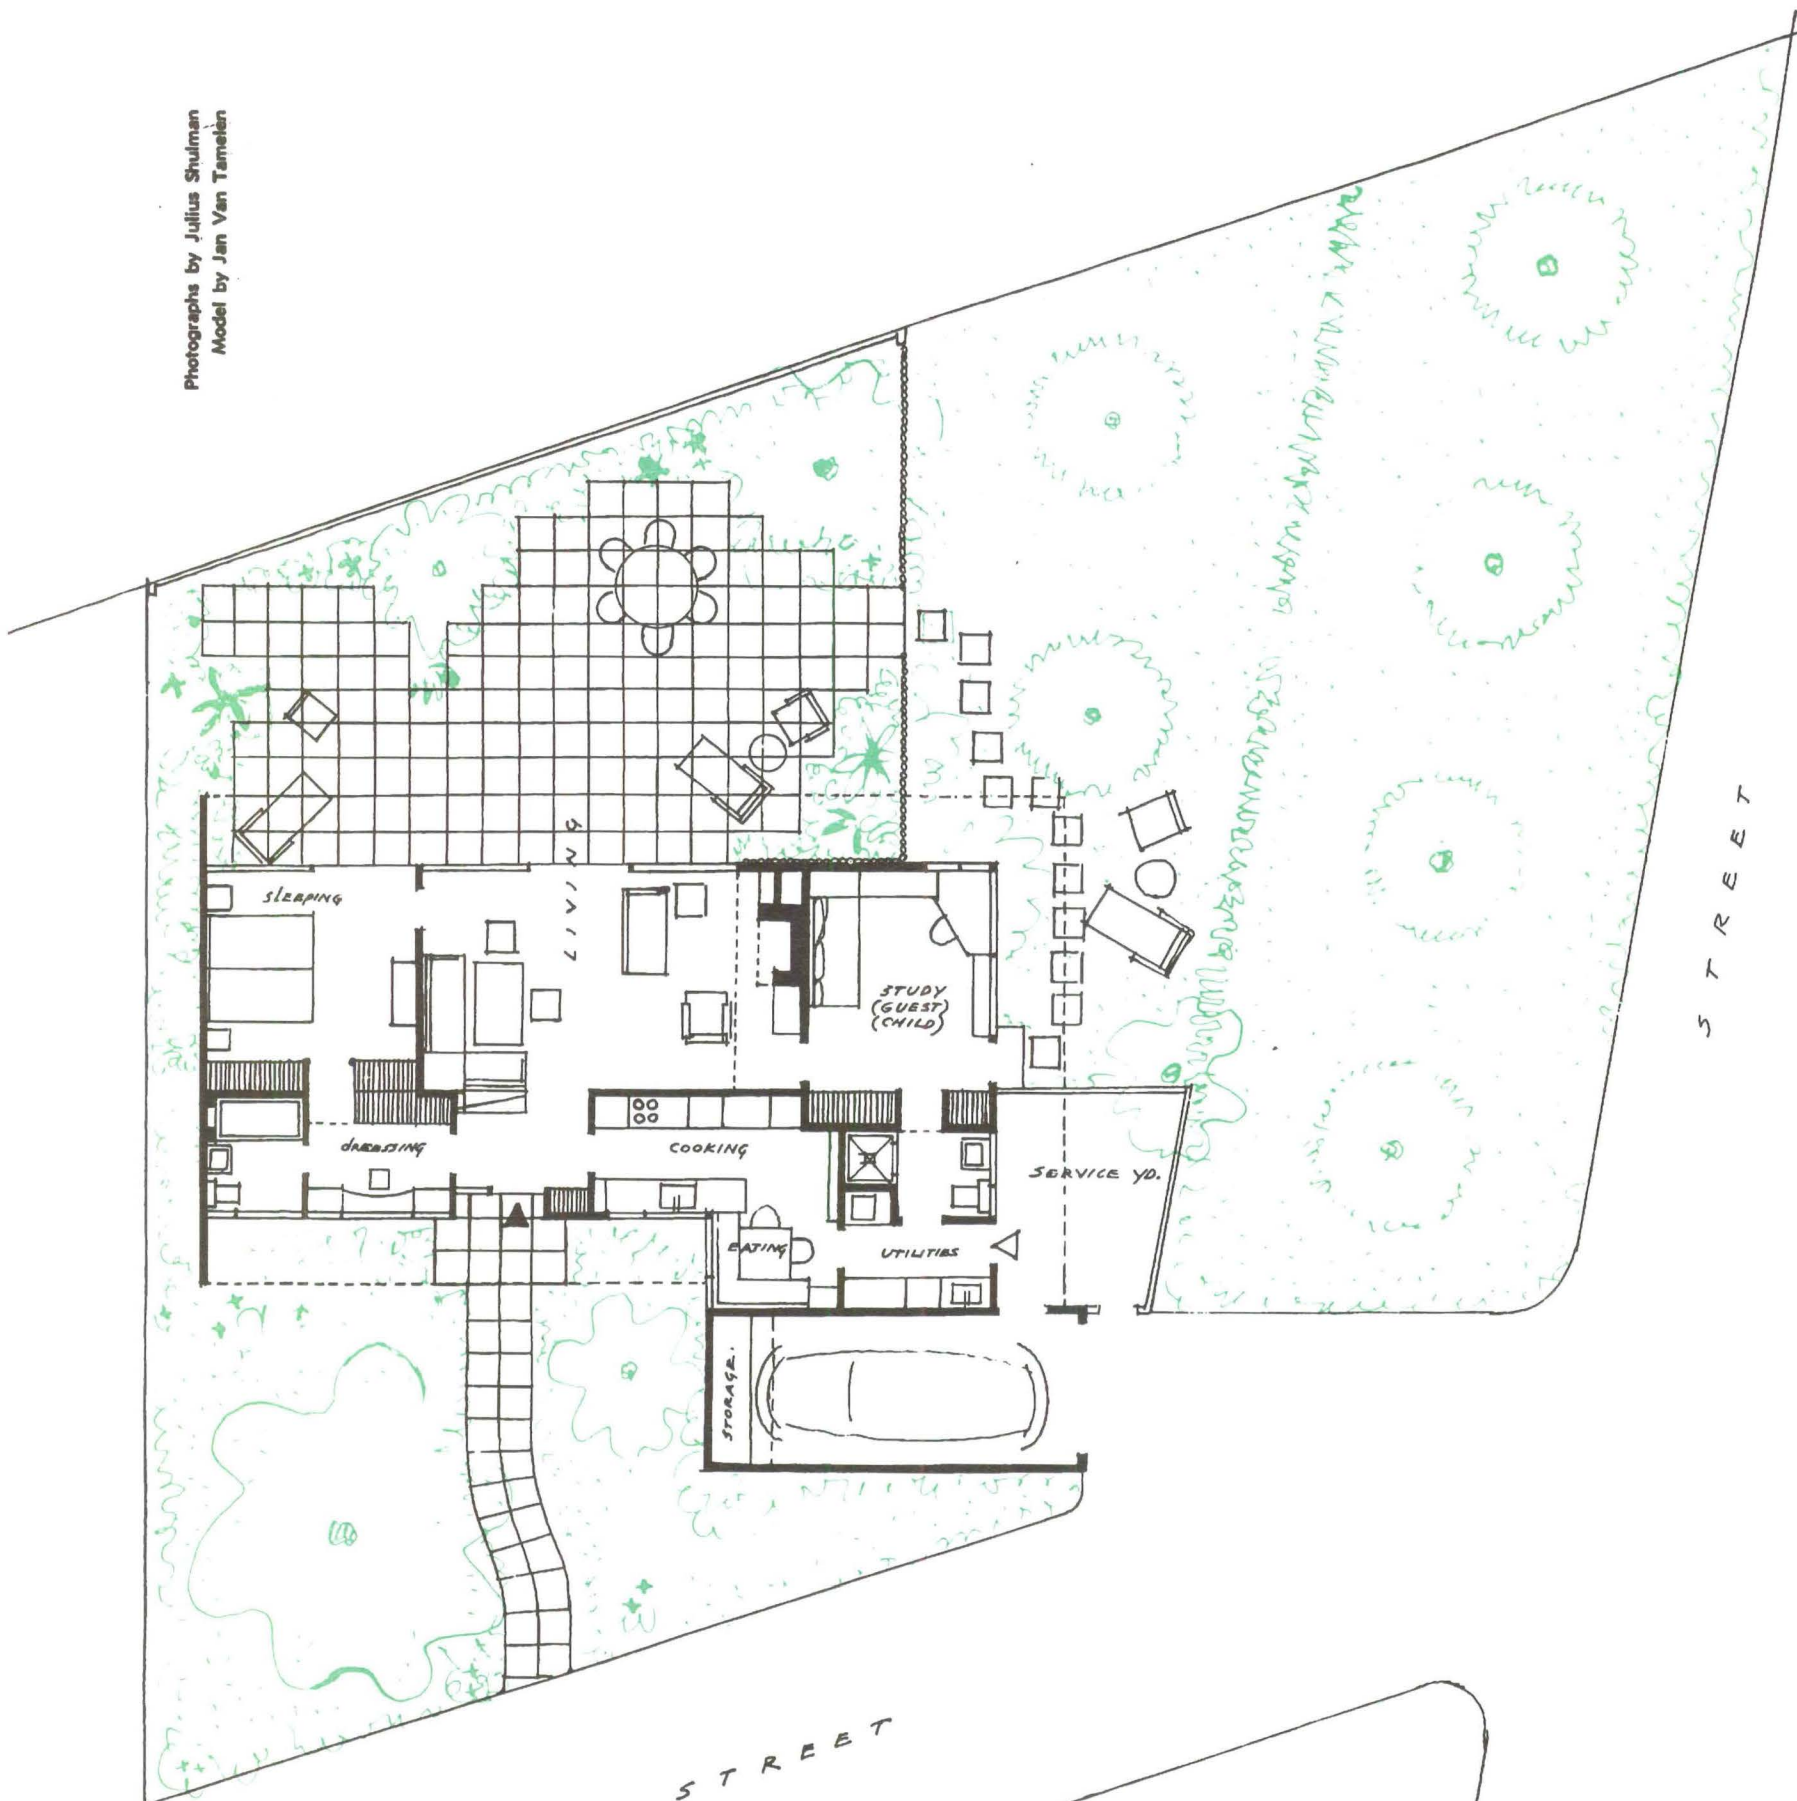 Photographs by Julius Shulman
Model by Jan Van Tamelen
SLEEPING
LIVING
STUDY
(GUEST)
(CHILD)
DRESSING
COOKING
SERVICE YD.
EATING
UTILITIES
STORAGE.
STREET
STREET